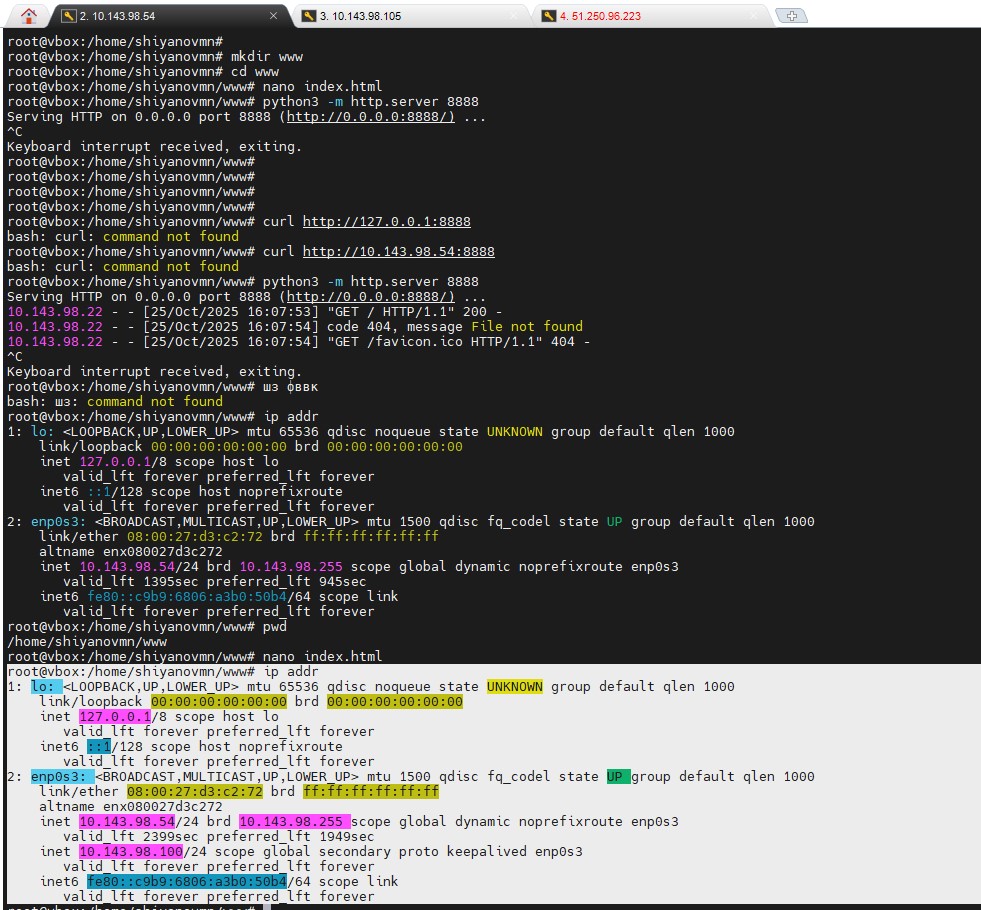 2. 10.143.98.54
3. 10.143.98.105
4. 51.250.96.223
root@vbox:/home/shiyanovmn#
root@vbox:/home/shiyanovmn# mkdir www
root@vbox:/home/shiyanovmn# cd www
root@vbox:/home/shiyanovmn/www# nano index.html
root@vbox:/home/shiyanovmn/www# python3 -m http.server 8888
Serving HTTP on 0.0.0.0 port 8888 (http://0.0.0.0:8888/) ...
^C
Keyboard interrupt received, exiting.
root@vbox:/home/shiyanovmn/www#
root@vbox:/home/shiyanovmn/www#
root@vbox:/home/shiyanovmn/www#
root@vbox:/home/shiyanovmn/www#
root@vbox:/home/shiyanovmn/www# curl http://127.0.0.1:8888
bash: curl: command not found
root@vbox:/home/shiyanovmn/www# curl http://10.143.98.54:8888
bash: curl: command not found
root@vbox:/home/shiyanovmn/www# python3 -m http.server 8888
Serving HTTP on 0.0.0.0 port 8888 (http://0.0.0.0:8888/) ...
10.143.98.22 - - [25/Oct/2025 16:07:53] "GET / HTTP/1.1" 200 -
10.143.98.22 - - [25/Oct/2025 16:07:54] code 404, message File not found
10.143.98.22 - - [25/Oct/2025 16:07:54] "GET /favicon.ico HTTP/1.1" 404 -
^C
Keyboard interrupt received, exiting.
root@vbox:/home/shiyanovmn/www# шз фввк
bash: шз: command not found
root@vbox:/home/shiyanovmn/www# ip addr
1: lo: <LOOPBACK,UP,LOWER_UP> mtu 65536 qdisc noqueue state UNKNOWN group default qlen 1000
link/loopback 00:00:00:00:00:00 brd 00:00:00:00:00:00
inet 127.0.0.1/8 scope host lo
valid_lft forever preferred_lft forever
inet6 ::1/128 scope host noprefixroute
valid_lft forever preferred_lft forever
2: enp0s3: <BROADCAST,MULTICAST,UP,LOWER_UP> mtu 1500 qdisc fq_codel state UP group default qlen 1000
link/ether 08:00:27:d3:c2:72 brd ff:ff:ff:ff:ff:ff
altname enx080027d3c272
inet 10.143.98.54/24 brd 10.143.98.255 scope global dynamic noprefixroute enp0s3
valid_lft 1395sec preferred_lft 945sec
inet6 fe80::c9b9:6806:a3b0:50b4/64 scope link
valid_lft forever preferred_lft forever
root@vbox:/home/shiyanovmn/www# pwd
/home/shiyanovmn/www
root@vbox:/home/shiyanovmn/www# nano index.html
root@vbox:/home/shiyanovmn/www# ip addr
1: lo: <LOOPBACK,UP,LOWER_UP> mtu 65536 qdisc noqueue state UNKNOWN group default qlen 1000
link/loopback 00:00:00:00:00:00 brd 00:00:00:00:00:00
inet 127.0.0.1/8 scope host lo
valid_lft forever preferred_lft forever
inet6 ::1/128 scope host noprefixroute
valid_lft forever preferred_lft forever
2: enp0s3: <BROADCAST,MULTICAST,UP,LOWER_UP> mtu 1500 qdisc fq_codel state UP group default qlen 1000
link/ether 08:00:27:d3:c2:72 brd ff:ff:ff:ff:ff:ff
altname enx080027d3c272
inet 10.143.98.54/24 brd 10.143.98.255 scope global dynamic noprefixroute enp0s3
valid_lft 2399sec preferred_lft 1949sec
inet 10.143.98.100/24 scope global secondary proto keepalived enp0s3
valid_lft forever preferred_lft forever
inet6 fe80::c9b9:6806:a3b0:50b4/64 scope link
valid_lft forever preferred_lft forever